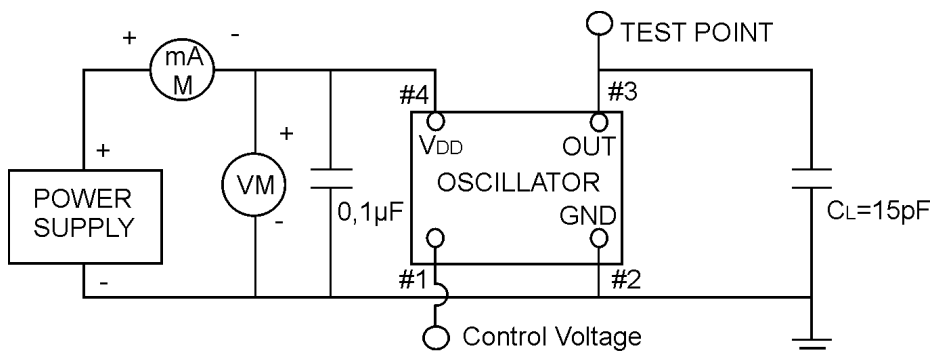 TEST POINT
+
-
mA
M
#4
#3
+
VDD
OUT
+
POWER
SUPPLY
VM
-
0,1µF
OSCILLATOR
GND
CL=15pF
-
#1
#2
Control Voltage